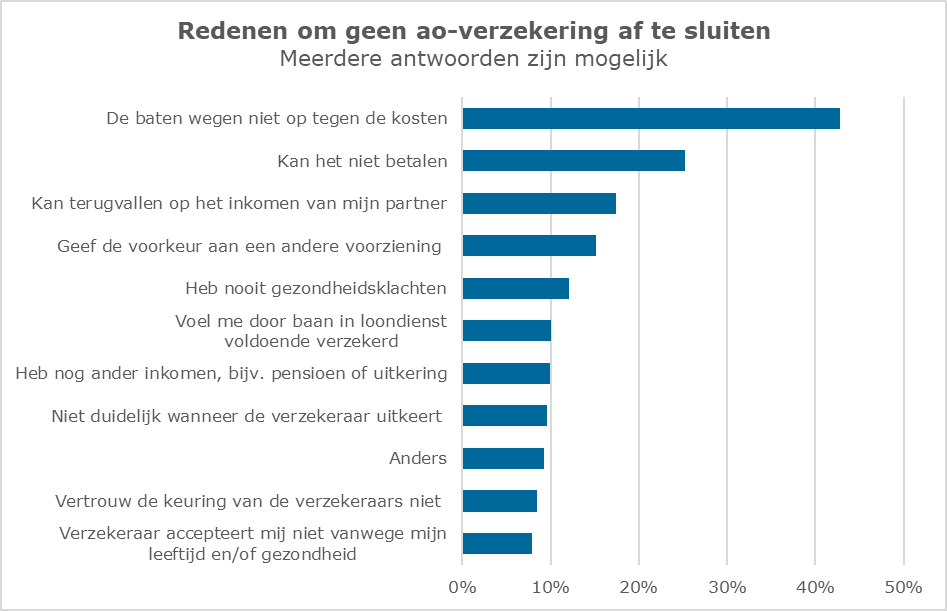 Redenen om geen ao-verzekering af te sluiten
Meerdere antwoorden zijn mogelijk
De baten wegen niet op tegen de kosten
Kan het niet betalen
Kan terugvallen op het inkomen van mijn partner
Geef de voorkeur aan een andere voorziening
Heb nooit gezondheidsklachten
Voel me door baan in loondienst
voldoende verzekerd
Heb nog ander inkomen, bijv. pensioen of uitkering
Niet duidelijk wanneer de verzekeraar uitkeert
Anders
Vertrouw de keuring van de verzekeraars niet
Verzekeraar accepteert mij niet vanwege mijn
leeftijd en/of gezondheid
0% 10% 20% 30% 40% 50%